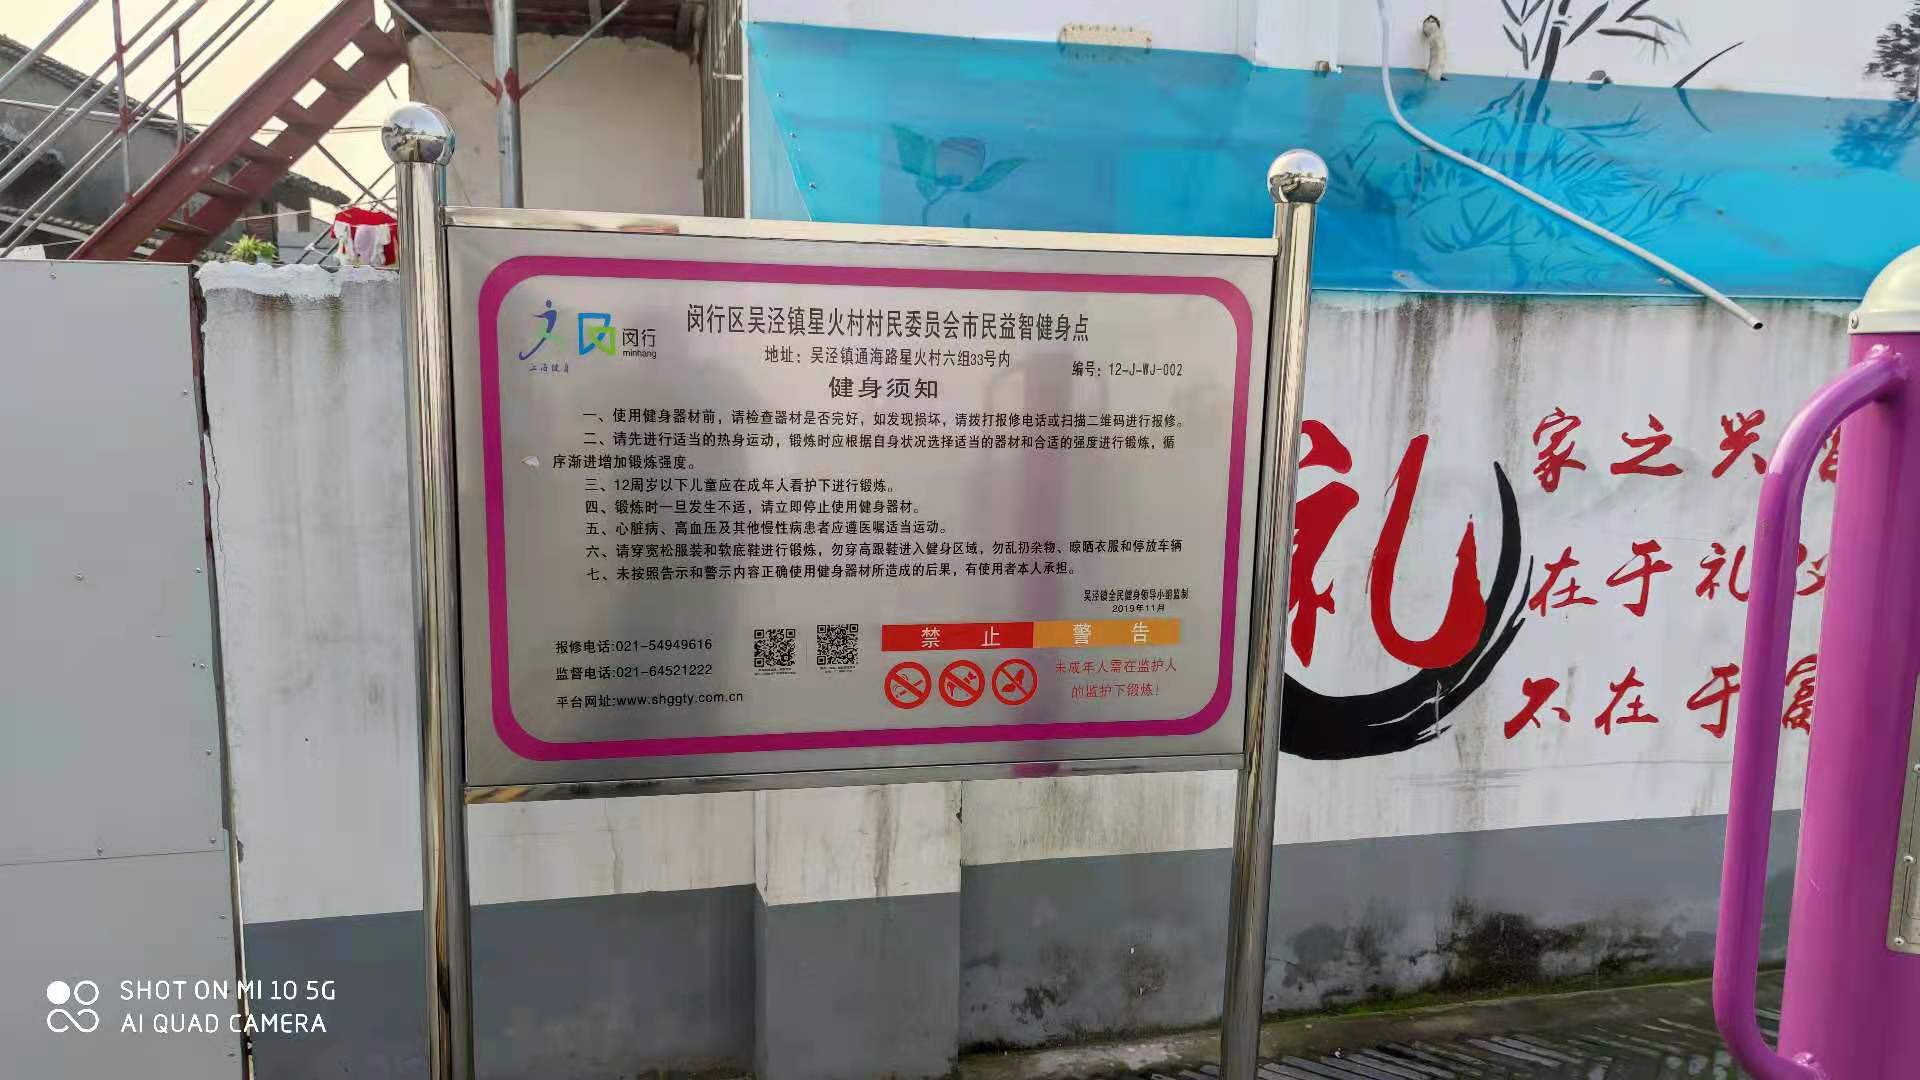 闵行
minhang
上海健身
闵行区吴泾镇星火村村民委员会市民益智健身点
地址：吴泾镇通海路星火村六组33号内
编号：12-J-WJ-002
健身须知
一、使用健身器材前，请检查器材是否完好，如发现损坏，请拨打报修电话或扫描二维码进行报修。
二、请先进行适当的热身运动，锻炼时应根据自身状况选择适当的器材和合适的强度进行锻炼，循
序渐进增加锻炼强度。
三、12周岁以下儿童应在成年人看护下进行锻炼。
四、锻炼时一旦发生不适，请立即停止使用健身器材。
五、心脏病、高血压及其他慢性病患者应遵医嘱适当运动。
六、请穿宽松服装和软底鞋进行锻炼，勿穿高跟鞋进入健身区域，勿乱扔杂物、晾晒衣服和停放车辆
七、未按照告示和警示内容正确使用健身器材所造成的后果，有使用者本人承担。
吴泾镇全民健身领导小组监制
2019年11月
报修电话:021-54949616
监督电话:021-64521222
平台网址:www.shggty.com.cn
禁止 警告
未成年人需在监护人
的监护下锻炼！
礼
家之兴
在于礼仪
不在于富
SHOT ON MI 10 5G
AI QUAD CAMERA